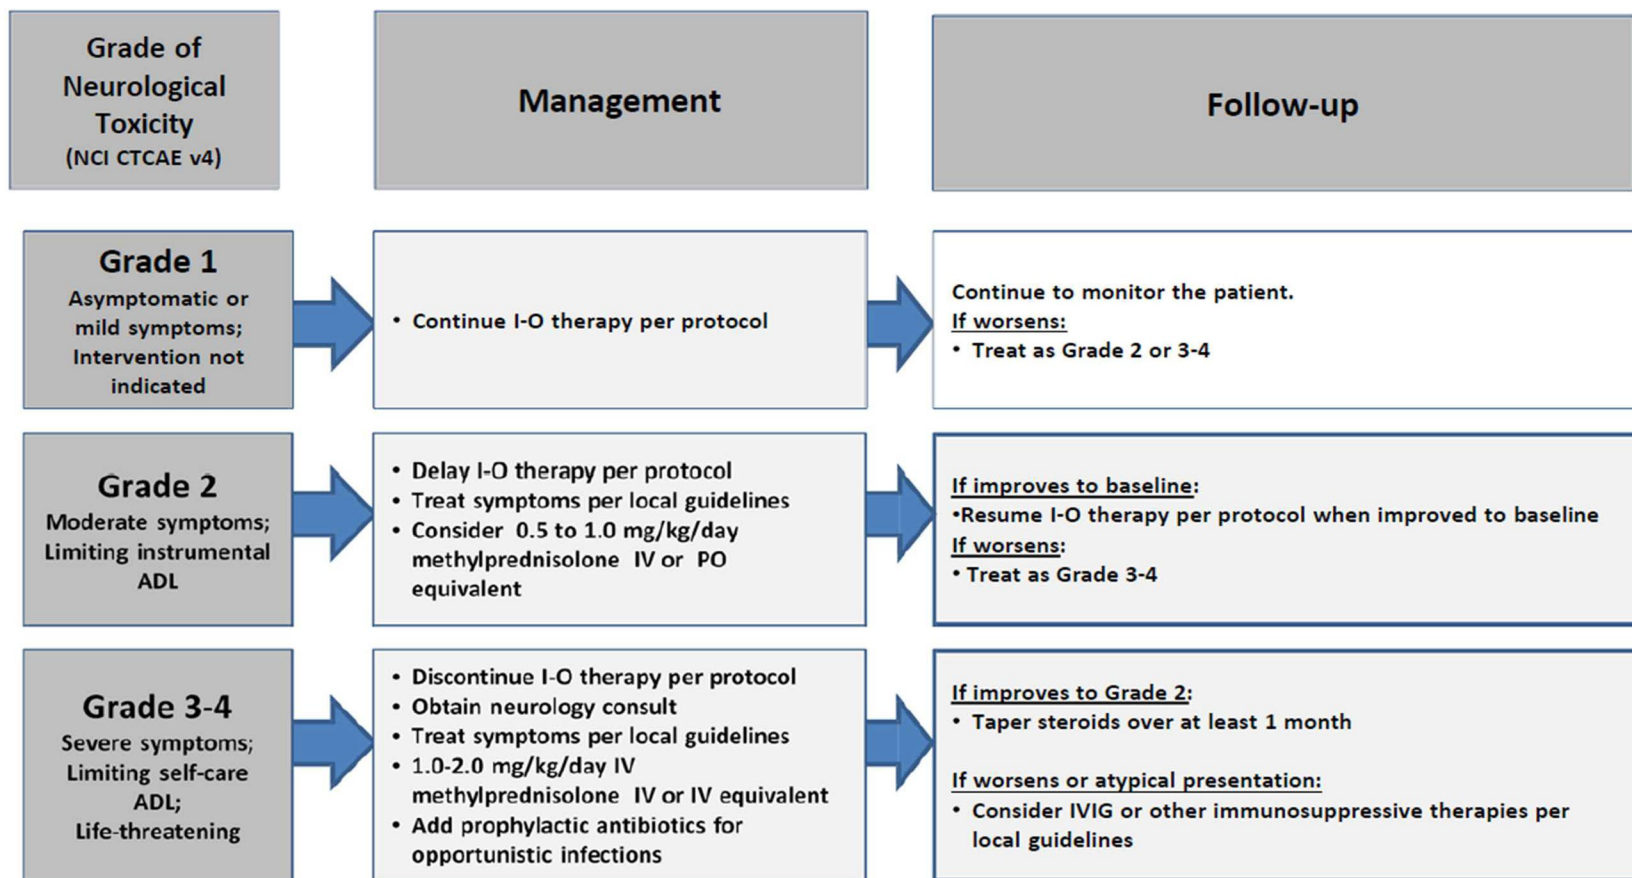 Grade of
Neurological
Toxicity
(NCI CTCAE v4)
Management
Follow-up
Grade 1
Asymptomatic or
mild symptoms;
Intervention not
indicated
• Continue I-O therapy per protocol
Continue to monitor the patient.
If worsens:
• Treat as Grade 2 or 3-4
Grade 2
Moderate symptoms;
Limiting instrumental
ADL
• Delay I-O therapy per protocol
• Treat symptoms per local guidelines
• Consider 0.5 to 1.0 mg/kg/day
methylprednisolone IV or PO
equivalent
If improves to baseline:
•Resume I-O therapy per protocol when improved to baseline
If worsens:
• Treat as Grade 3-4
Grade 3-4
Severe symptoms;
Limiting self-care
ADL;
Life-threatening
• Discontinue I-O therapy per protocol
• Obtain neurology consult
• Treat symptoms per local guidelines
• 1.0-2.0 mg/kg/day IV
methylprednisolone IV or IV equivalent
• Add prophylactic antibiotics for
opportunistic infections
If improves to Grade 2:
• Taper steroids over at least 1 month
If worsens or atypical presentation:
• Consider IVIG or other immunosuppressive therapies per
local guidelines